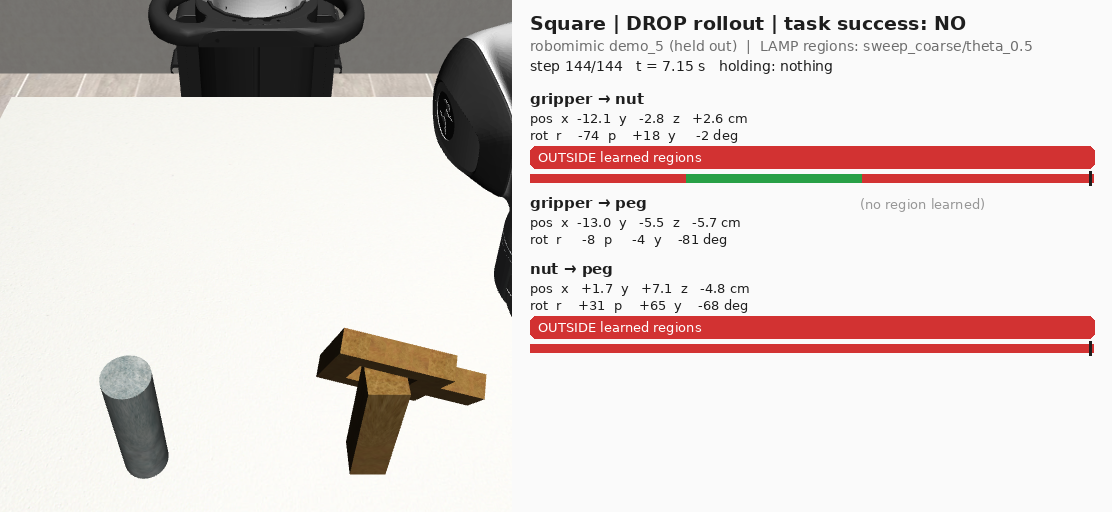 Square | DROP rollout | task success: NO
robomimic demo_5 (held out) | LAMP regions: sweep_coarse/theta_0.5
step 144/144 t = 7.15 s holding: nothing
gripper → nut
pos x -12.1 y -2.8 z +2.6 cm
rot r -74 p +18 y -2 deg
OUTSIDE learned regions
gripper → peg (no region learned)
pos x -13.0 y -5.5 z -5.7 cm
rot r -8 p -4 y -81 deg
nut → peg
pos x +1.7 y +7.1 z -4.8 cm
rot r +31 p +65 y -68 deg
OUTSIDE learned regions